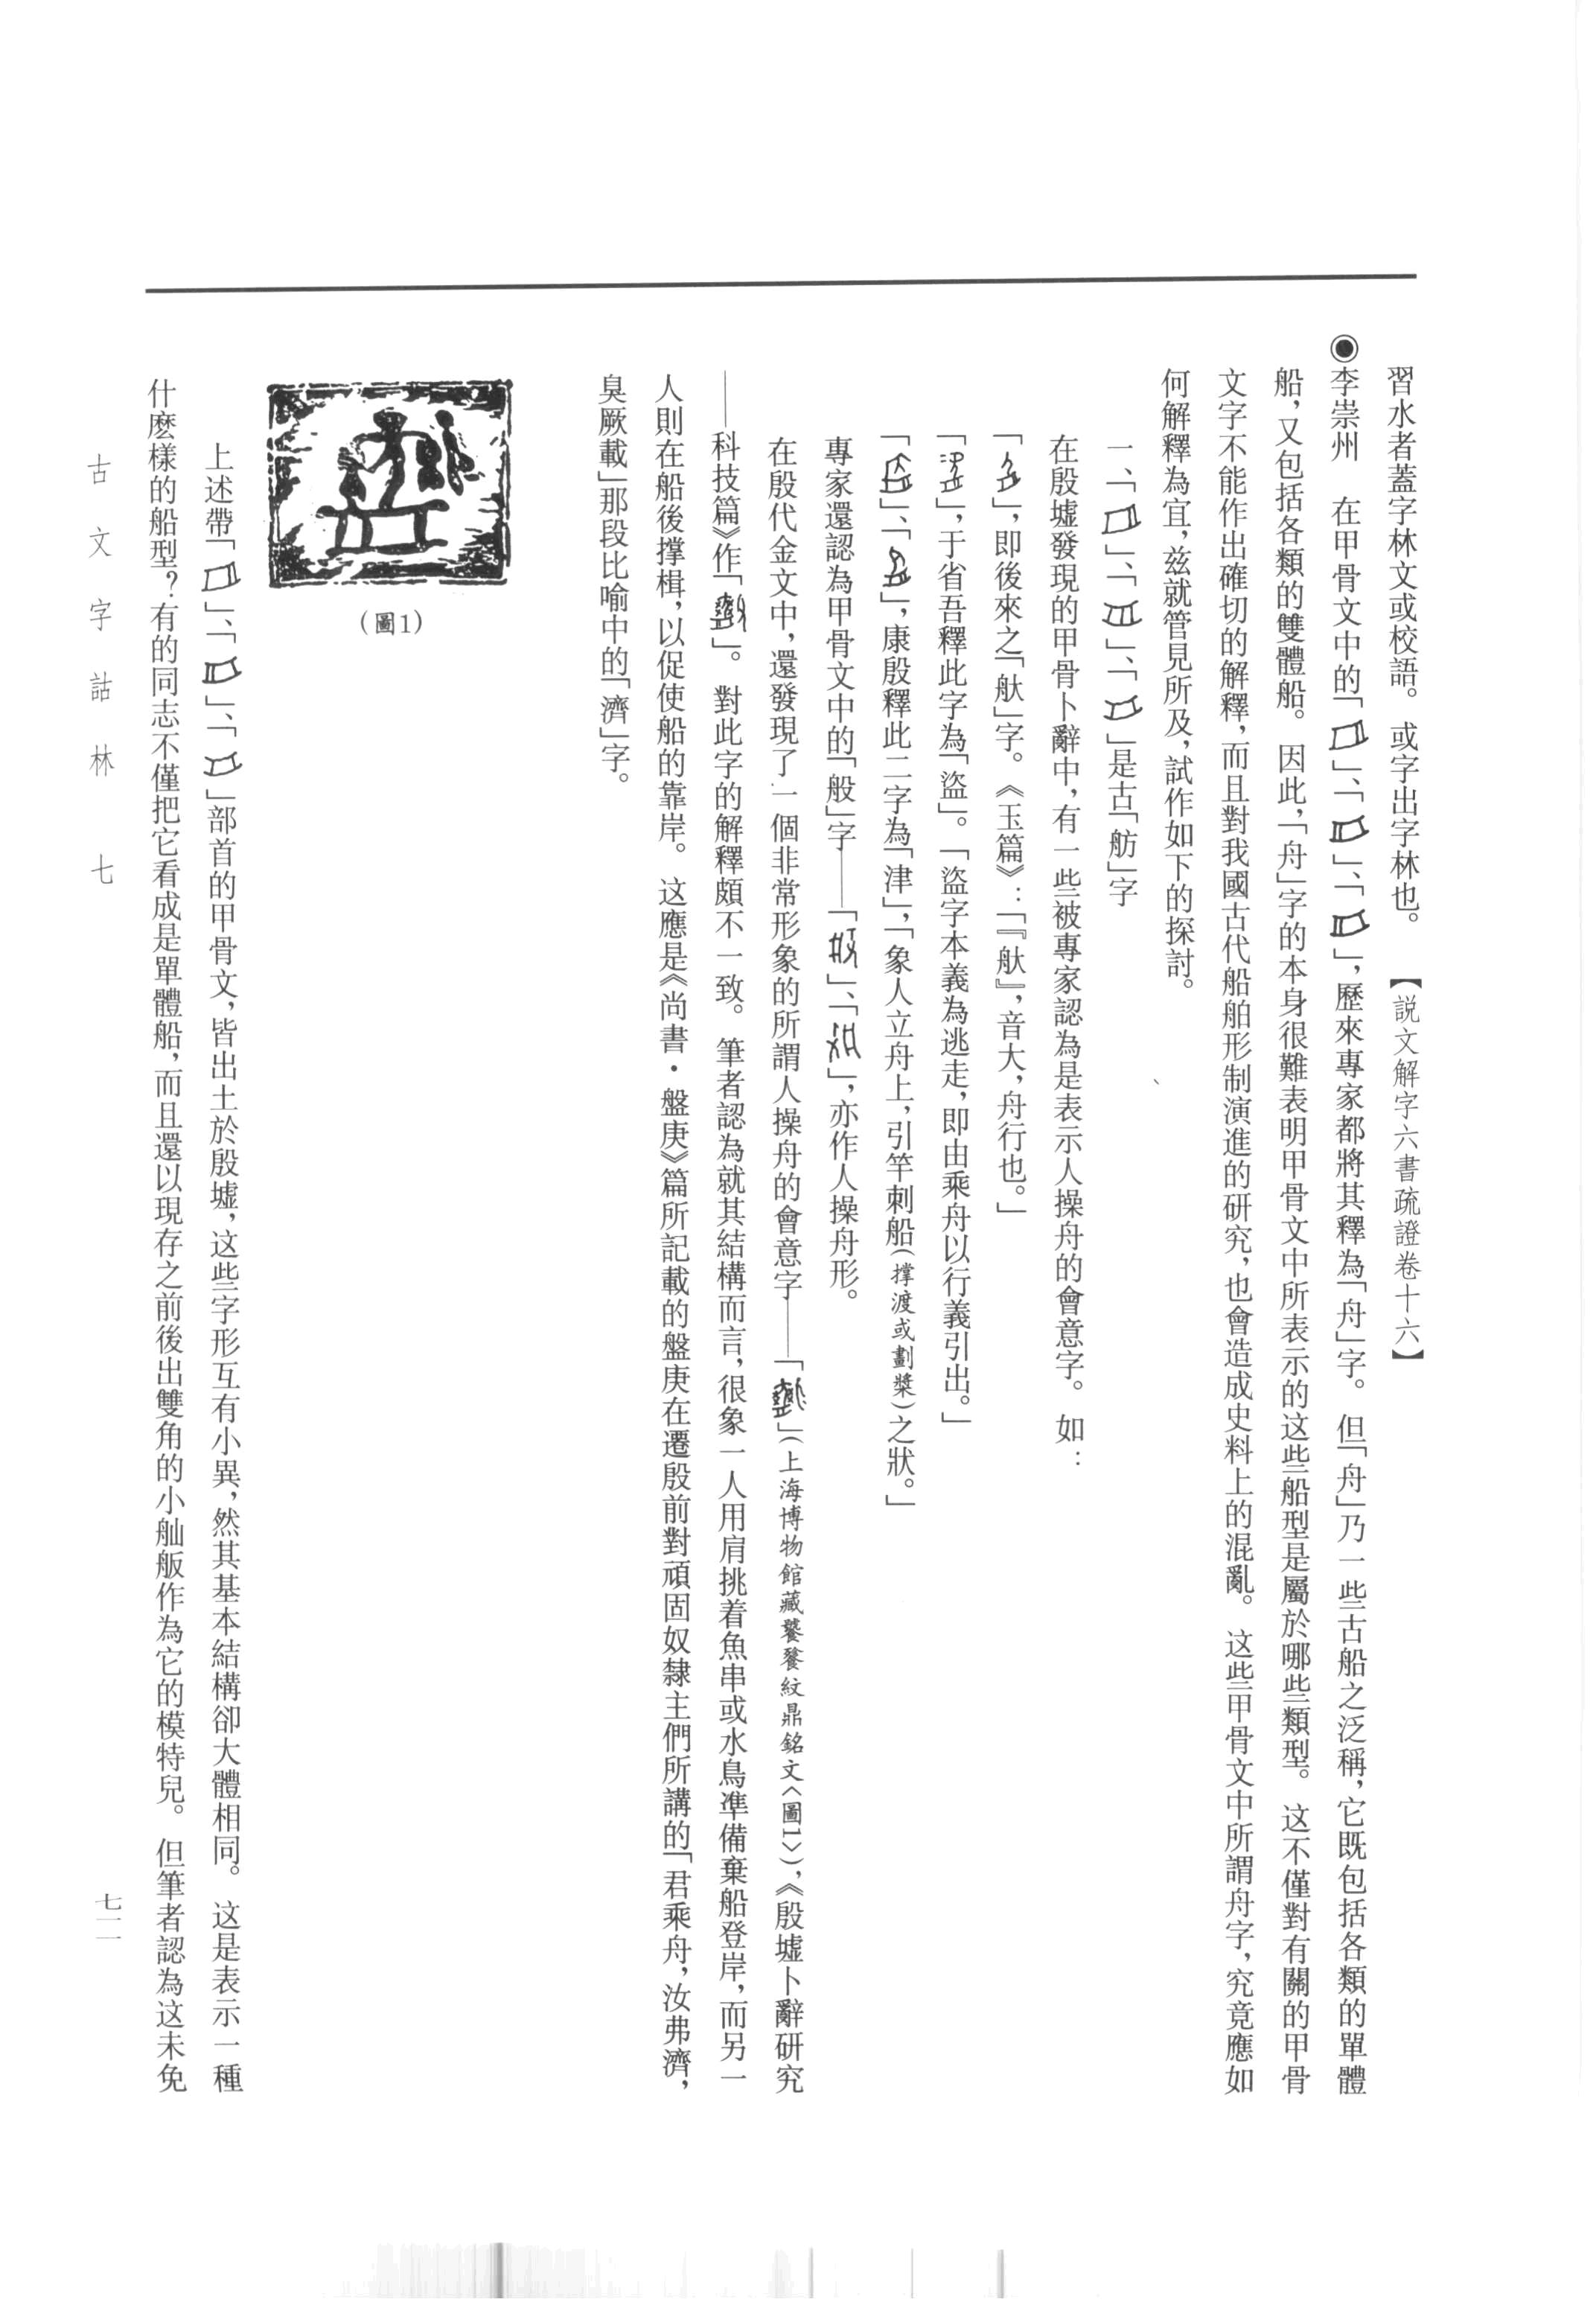 習水者蓋字林文或校語。或字出字林也。　【説文解字六書疏證卷十六】
◉李崇州　在甲骨文中的「」、「」、「」，歷來專家都將其釋為「舟」字。但「舟」乃一些古船之泛稱，它既包括各類的單體
船，又包括各類的雙體船。因此，「舟」字的本身很難表明甲骨文中所表示的这些船型是屬於哪些類型。这不僅對有關的甲骨
文字不能作出確切的解釋，而且對我國古代船舶形制演進的研究，也會造成史料上的混亂。这些甲骨文中所謂舟字，究竟應如
何解釋為宜，兹就管見所及，試作如下的探討。
一、「」、「」、「」是古「舫」字
在殷墟發現的甲骨卜辭中，有一些被專家認為是表示人操舟的會意字。如：
「」，即後來之「舦」字。《玉篇》：「『舦』，音大，舟行也。」
「」，于省吾釋此字為「盜」。「盜字本義為逃走，即由乘舟以行義引出。」
「」、「」，康殷釋此二字為「津」，「象人立舟上，引竿刺船（撑渡或劃槳）之狀。」
專家還認為甲骨文中的「般」字——「」、「」，亦作人操舟形。
在殷代金文中，還發現了一個非常形象的所謂人操舟的會意字——「」（上海博物館藏饕餮紋鼎銘文〈圖1〉），《殷墟卜辭研究
——科技篇》作「」。對此字的解釋頗不一致。筆者認為就其結構而言，很象一人用肩挑着魚串或水鳥準備棄船登岸，而另一
人則在船後撑楫，以促使船的靠岸。这應是《尚書·盤庚》篇所記載的盤庚在遷殷前對頑固奴隸主們所講的「君乘舟，汝弗濟，
臭厥載」那段比喻中的「濟」字。
（圖1）
上述帶「」、「」、「」部首的甲骨文，皆出土於殷墟，这些字形互有小異，然其基本結構卻大體相同。这是表示一種
什麽樣的船型？有的同志不僅把它看成是單體船，而且還以現存之前後出雙角的小舢舨作為它的模特兒。但筆者認為这未免
古文字詁林　七
七一一